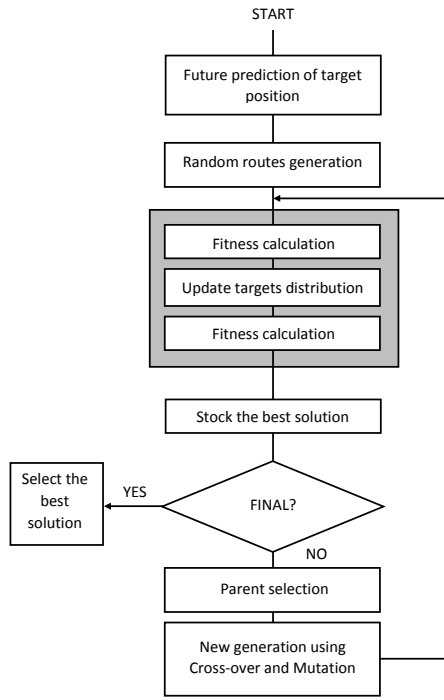 START
Future prediction of target
position
Random routes generation
Fitness calculation
Update targets distribution
Fitness calculation
Stock the best solution
Select the
best
solution
YES
FINAL?
NO
Parent selection
New generation using
Cross-over and Mutation